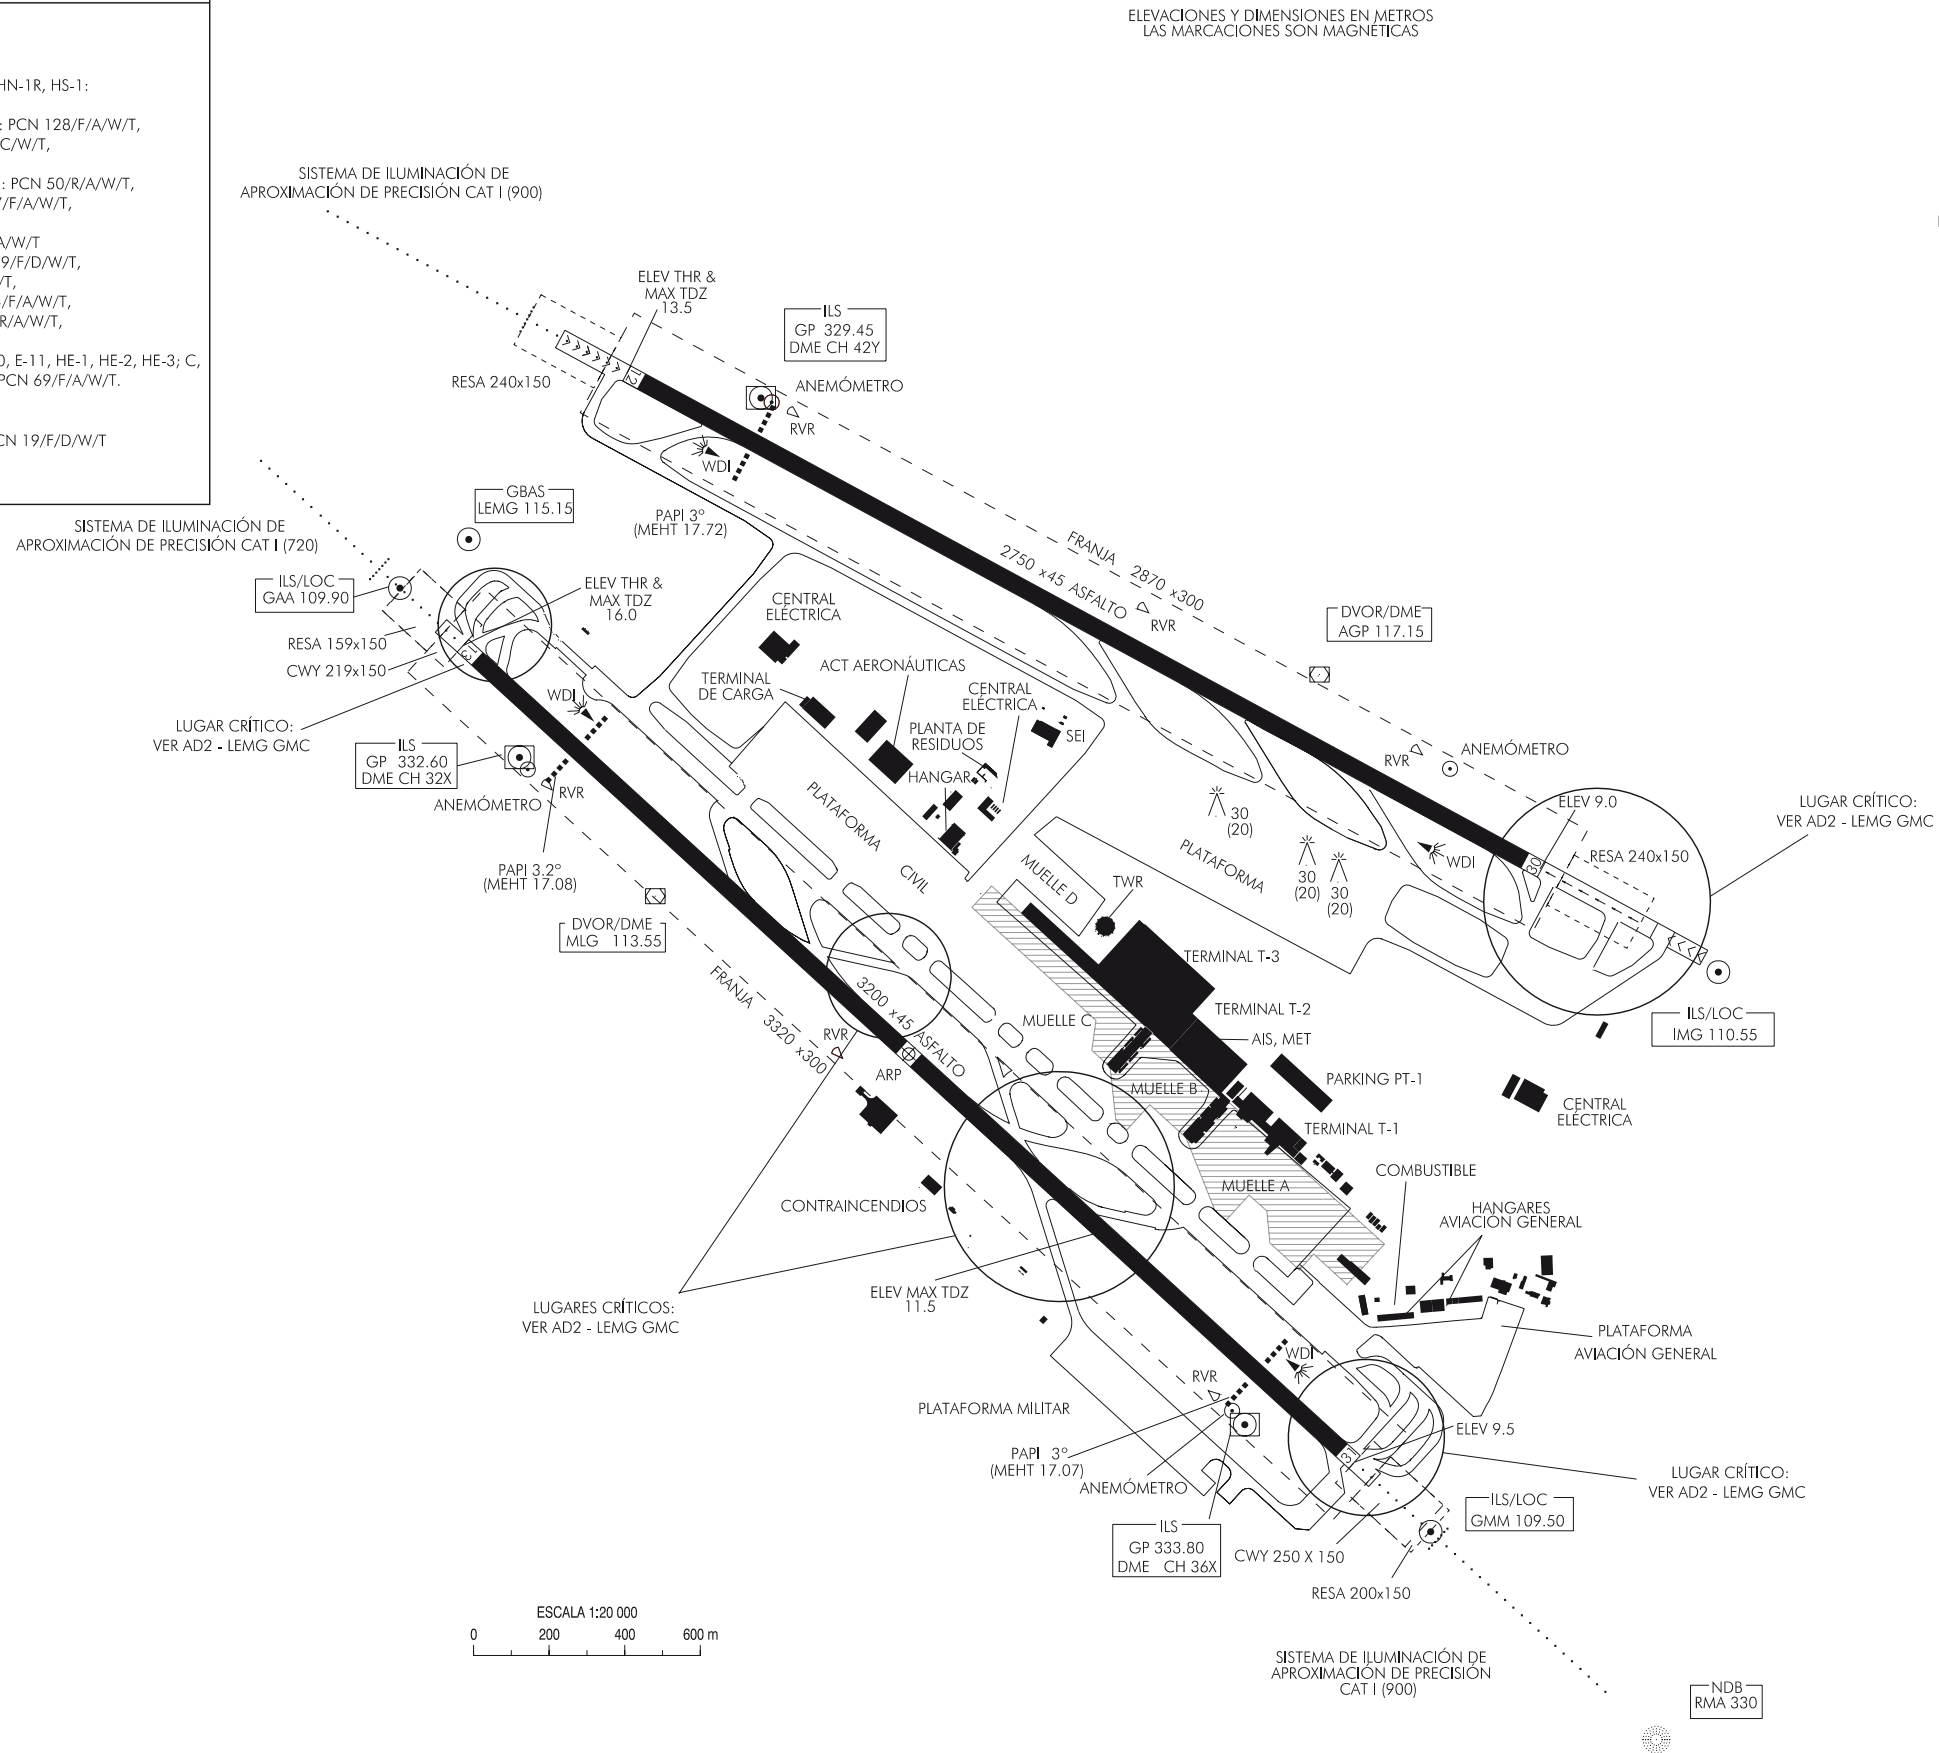 ELEVACIONES Y DIMENSIONES EN METROS
LAS MARCACIONES SON MAGNÉTICAS
HN-1R, HS-1:
: PCN 128/F/A/W/T,
C/W/T,
: PCN 50/R/A/W/T,
/F/A/W/T,
A/W/T
9/F/D/W/T,
/T,
/F/A/W/T,
R/A/W/T,
0, E-11, HE-1, HE-2, HE-3; C,
PCN 69/F/A/W/T.
CN 19/F/D/W/T
SISTEMA DE ILUMINACIÓN DE
APROXIMACIÓN DE PRECISIÓN CAT I (900)
ELEV THR &
MAX TDZ
13.5
ILS
GP 329.45
DME CH 42Y
RESA 240x150
12
ANEMÓMETRO
RVR
WDI
PAPI 3º
(MEHT 17.72)
GBAS
LEMG 115.15
SISTEMA DE ILUMINACIÓN DE
APROXIMACIÓN DE PRECISIÓN CAT I (720)
ILS/LOC
GAA 109.90
ELEV THR &
MAX TDZ
16.0
RESA 159x150
CWY 219x150
13
LUGAR CRÍTICO:
VER AD2 - LEMG GMC
WDI
ILS
GP 332.60
DME CH 32X
ANEMÓMETRO
RVR
PAPI 3.2º
(MEHT 17.08)
DVOR/DME
MLG 113.55
FRANJA 2870 x300
2750 x45 ASFALTO
RVR
DVOR/DME
AGP 117.15
CENTRAL
ELÉCTRICA
ACT AERONÁUTICAS
TERMINAL
DE CARGA
CENTRAL
ELÉCTRICA
PLANTA DE
RESIDUOS
SEI
HANGAR
PLATAFORMA
CIVIL
RVR
ANEMÓMETRO
ELEV 9.0
LUGAR CRÍTICO:
VER AD2 - LEMG GMC
30
(20)
30
(20)
30
(20)
WDI
30
RESA 240x150
PLATAFORMA
MUELLE D
TWR
TERMINAL T-3
TERMINAL T-2
AIS, MET
ILS/LOC
IMG 110.55
FRANJA 3320 x300
3200 x45 ASFALTO
RVR
ARP
MUELLE C
MUELLE B
PARKING PT-1
CENTRAL
ELÉCTRICA
TERMINAL T-1
COMBUSTIBLE
MUELLE A
HANGARES
AVIACIÓN GENERAL
CONTRAINCENDIOS
ELEV MAX TDZ
11.5
LUGARES CRÍTICOS:
VER AD2 - LEMG GMC
PLATAFORMA
AVIACIÓN GENERAL
WDI
RVR
PLATAFORMA MILITAR
ELEV 9.5
31
PAPI 3º
(MEHT 17.07)
ANEMÓMETRO
LUGAR CRÍTICO:
VER AD2 - LEMG GMC
ILS/LOC
GMM 109.50
ILS
GP 333.80
DME CH 36X
CWY 250 X 150
RESA 200x150
ESCALA 1:20 000
0 200 400 600 m
SISTEMA DE ILUMINACIÓN DE
APROXIMACIÓN DE PRECISIÓN
CAT I (900)
NDB
RMA 330